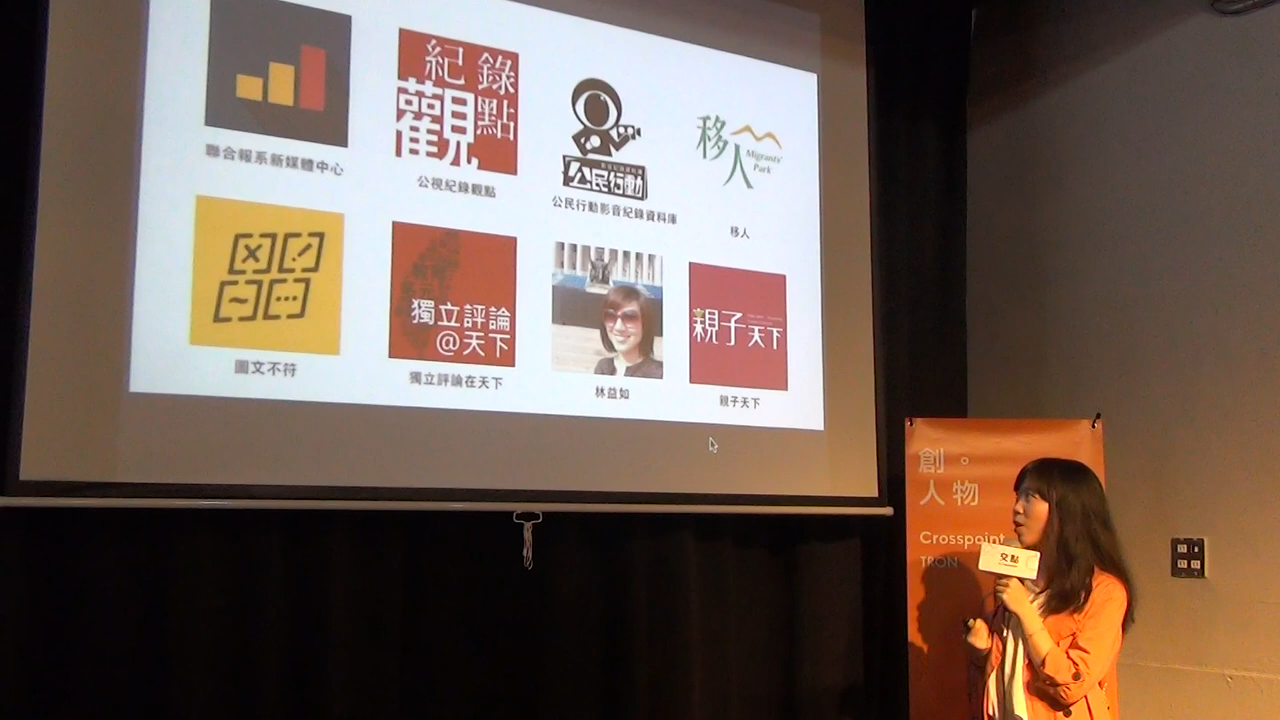 聯合報系新媒體中心
紀錄
觀點
公視紀錄觀點
公民行動
公民行動影音紀錄資料庫
移人
Migrants'
Park
移人
圖文不符
獨立評論
@天下
獨立評論在天下
林益如
親子天下
親子天下
創。
人物
Crosspoint
TRON
交點